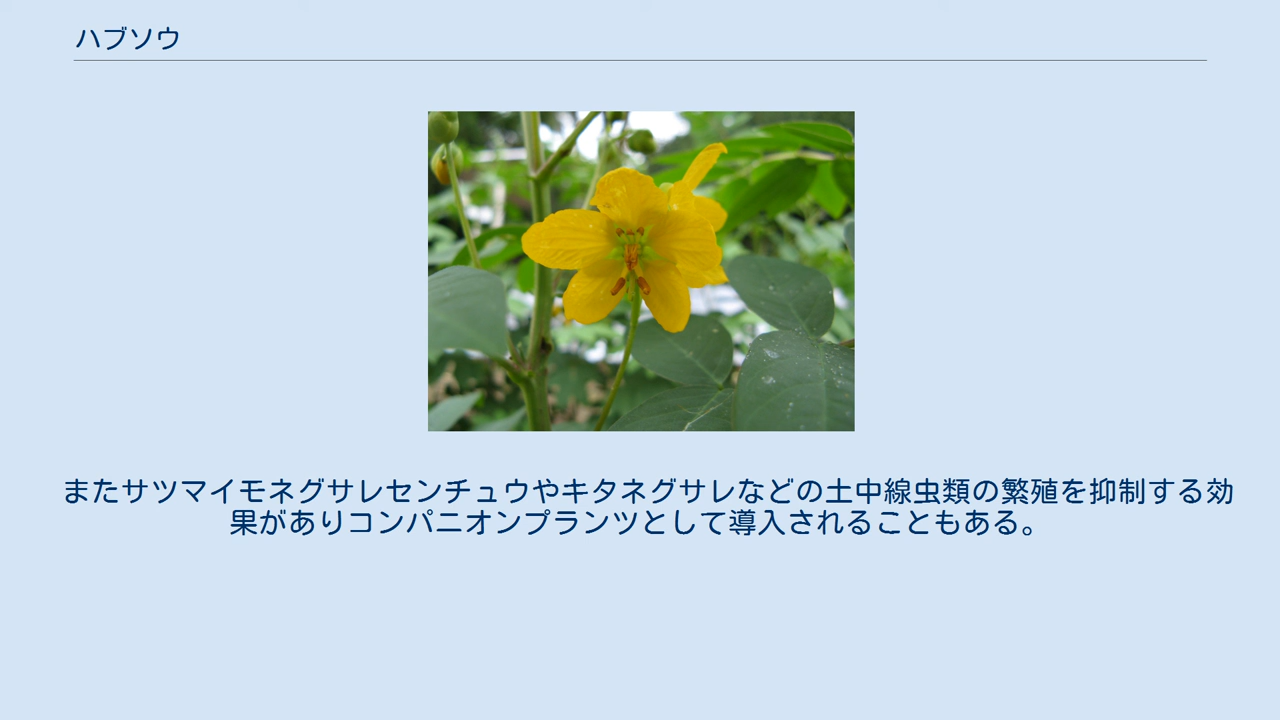 ハブソウ
またサツマイモネグサレセンチュウやキタネグサレなどの土中線虫類の繁殖を抑制する効
果がありコンパニオンプランツとして導入されることもある。